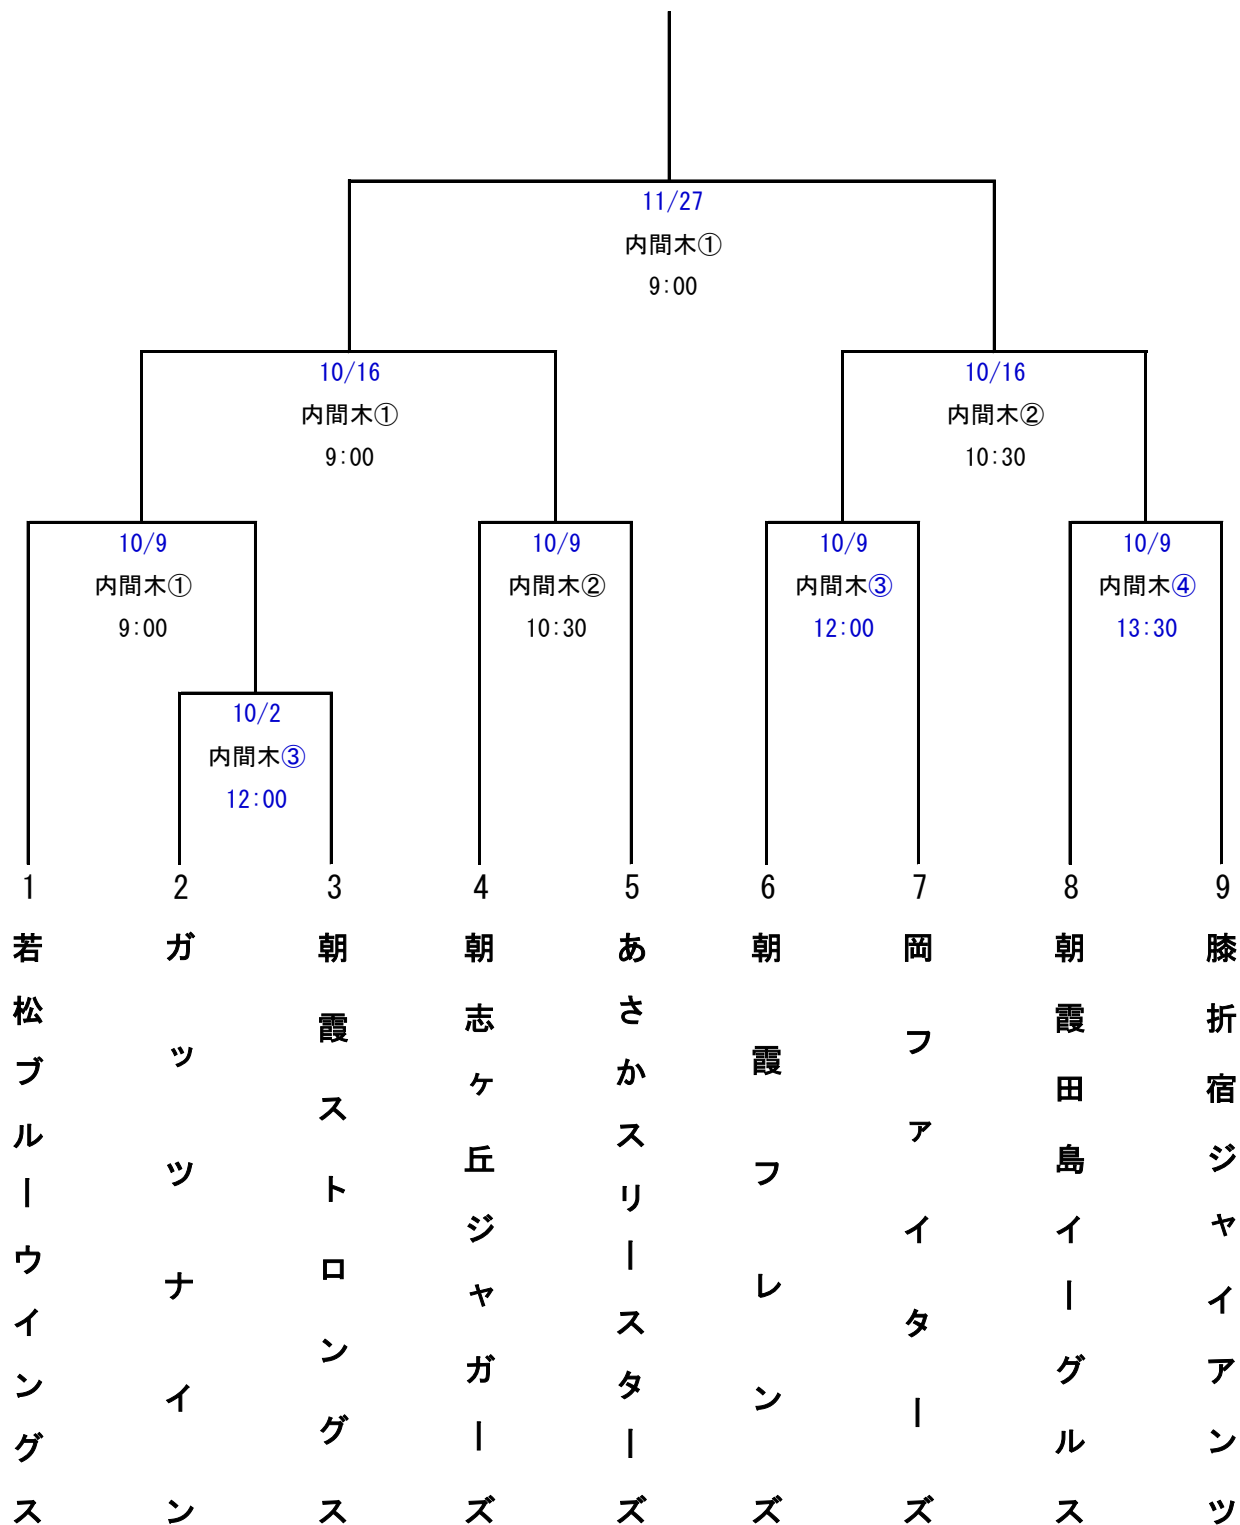 11/27
内間木①
9:00
10/16
内間木①
9:00
10/16
内間木②
10:30
10/9
内間木①
9:00
10/9
内間木②
10:30
10/9
内間木③
12:00
10/9
内間木④
13:30
10/2
内間木③
12:00
1
若松ブルーウイングス
2
ガッツナイン
3
朝霞ストロングス
4
朝志ヶ丘ジャガーズ
5
あさかスリースターズ
6
朝霞フレンズ
7
岡ファイターズ
8
朝霞田島イーグルス
9
膝折宿ジャイアンツ